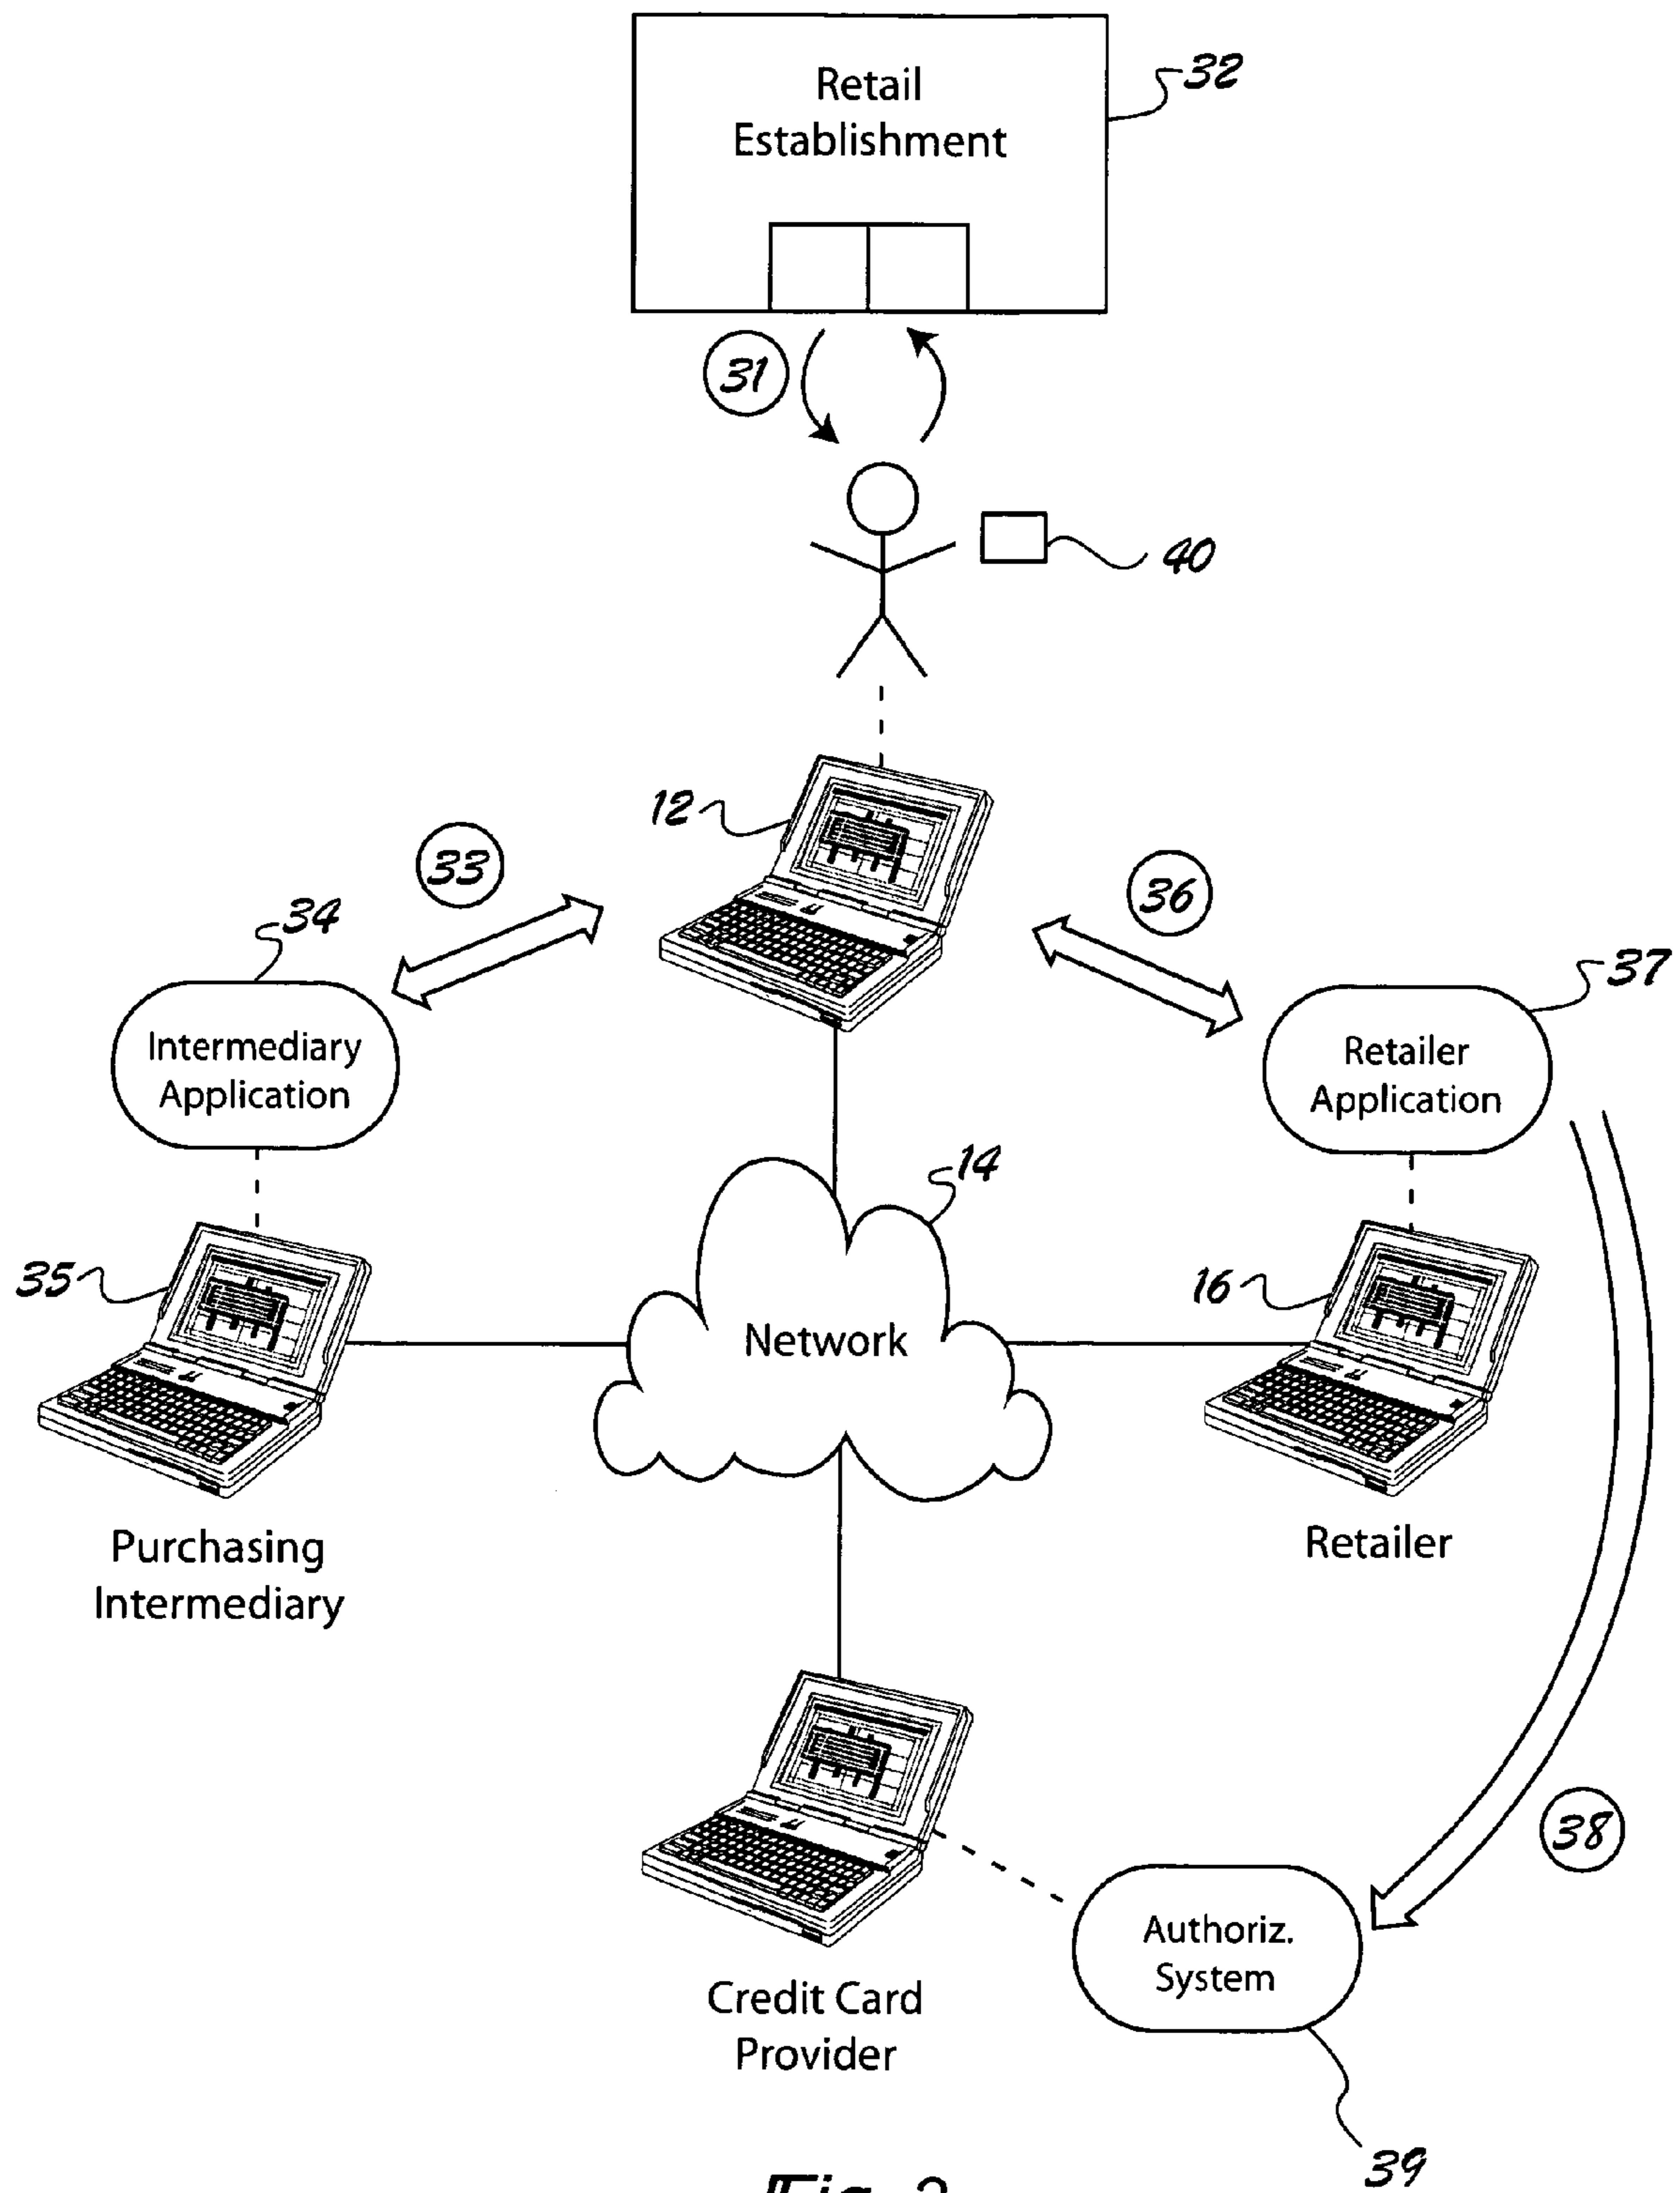 Retail
Establishment
32
31
40
12
33
36
34
37
Intermediary
Application
Retailer
Application
14
35
16
Network
Purchasing
Intermediary
Retailer
38
Authoriz.
System
Credit Card
Provider
39